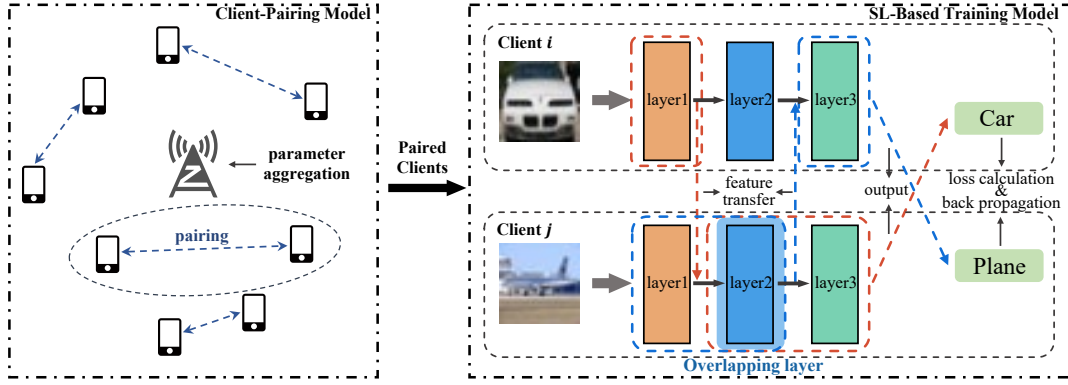 Client-Pairing Model
parameter
aggregation
pairing
Paired
Clients
SL-Based Training Model
Client i
layer1
layer2
layer3
Car
feature
transfer
output
loss calculation
&
back propagation
Client j
layer1
layer2
layer3
Plane
Overlapping layer